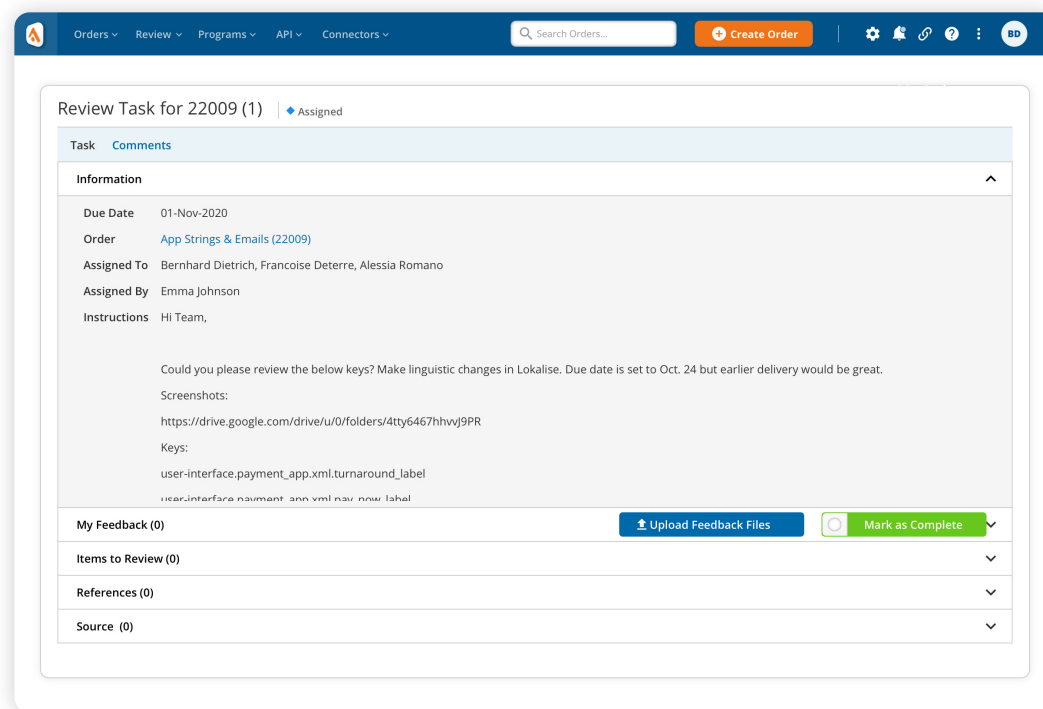 Orders Review Programs API Connectors Search Orders... Create Order BD
Review Task for 22009 (1) Assigned
Task Comments
Information
Due Date 01-Nov-2020
Order App Strings & Emails (22009)
Assigned To Bernhard Dietrich, Francoise Deterre, Alessia Romano
Assigned By Emma Johnson
Instructions Hi Team,
Could you please review the below keys? Make linguistic changes in Lokalise. Due date is set to Oct. 24 but earlier delivery would be great.
Screenshots:
https://drive.google.com/drive/u/0/folders/4tty6467hhvvJ9PR
Keys:
user-interface.payment_app.xml.turnaround_label
user-interface.payment_app.xml.pay_now_label
My Feedback (0) Upload Feedback Files Mark as Complete
Items to Review (0)
References (0)
Source (0)